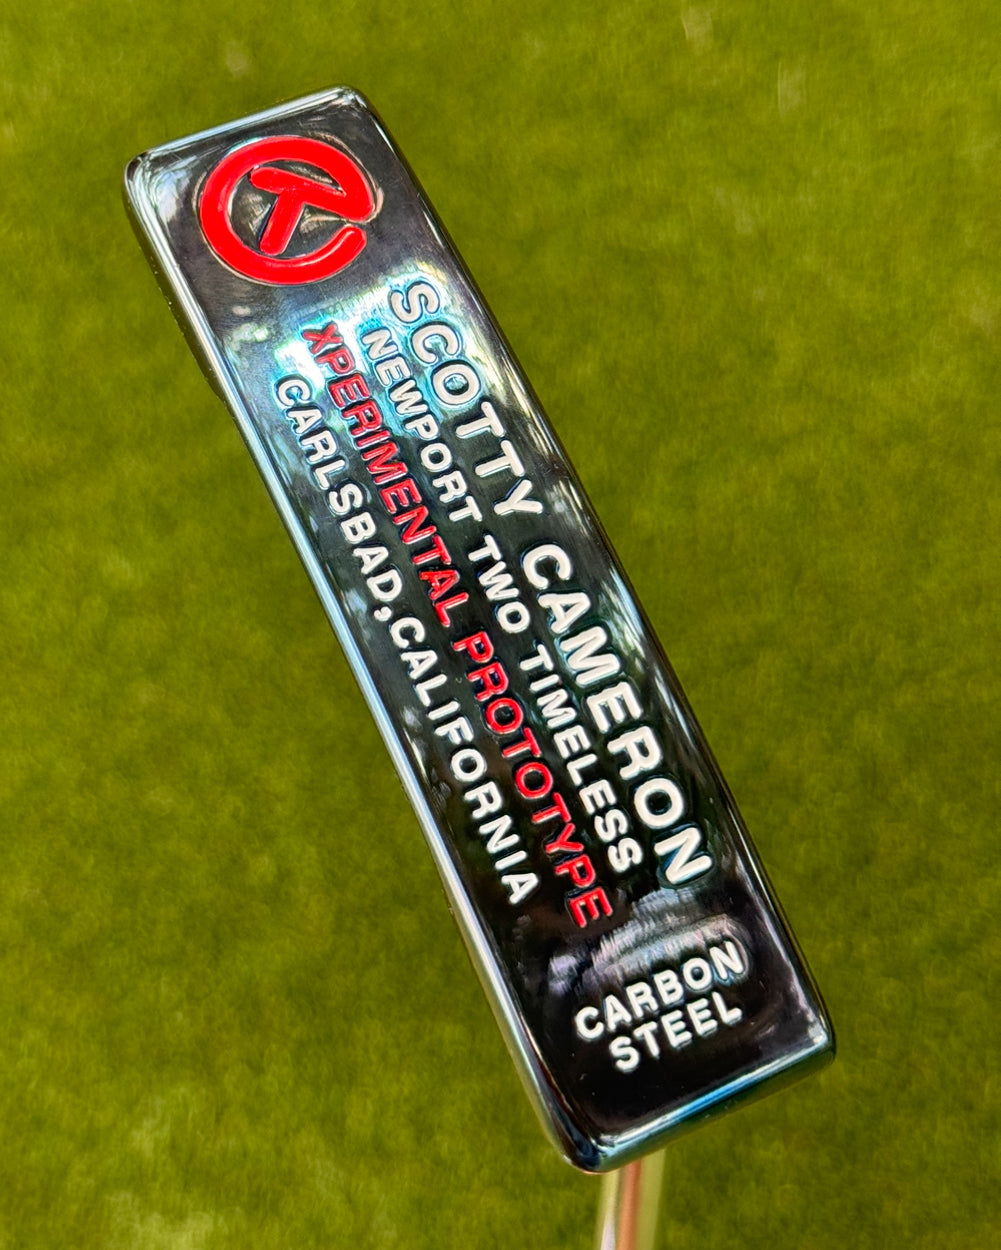 SCOTTY CAMERON
NEWPORT TWO TIMELESS
XPERIMENTAL PROTOTYPE
CARLSBAD, CALIFORNIA
CARBON
STEEL